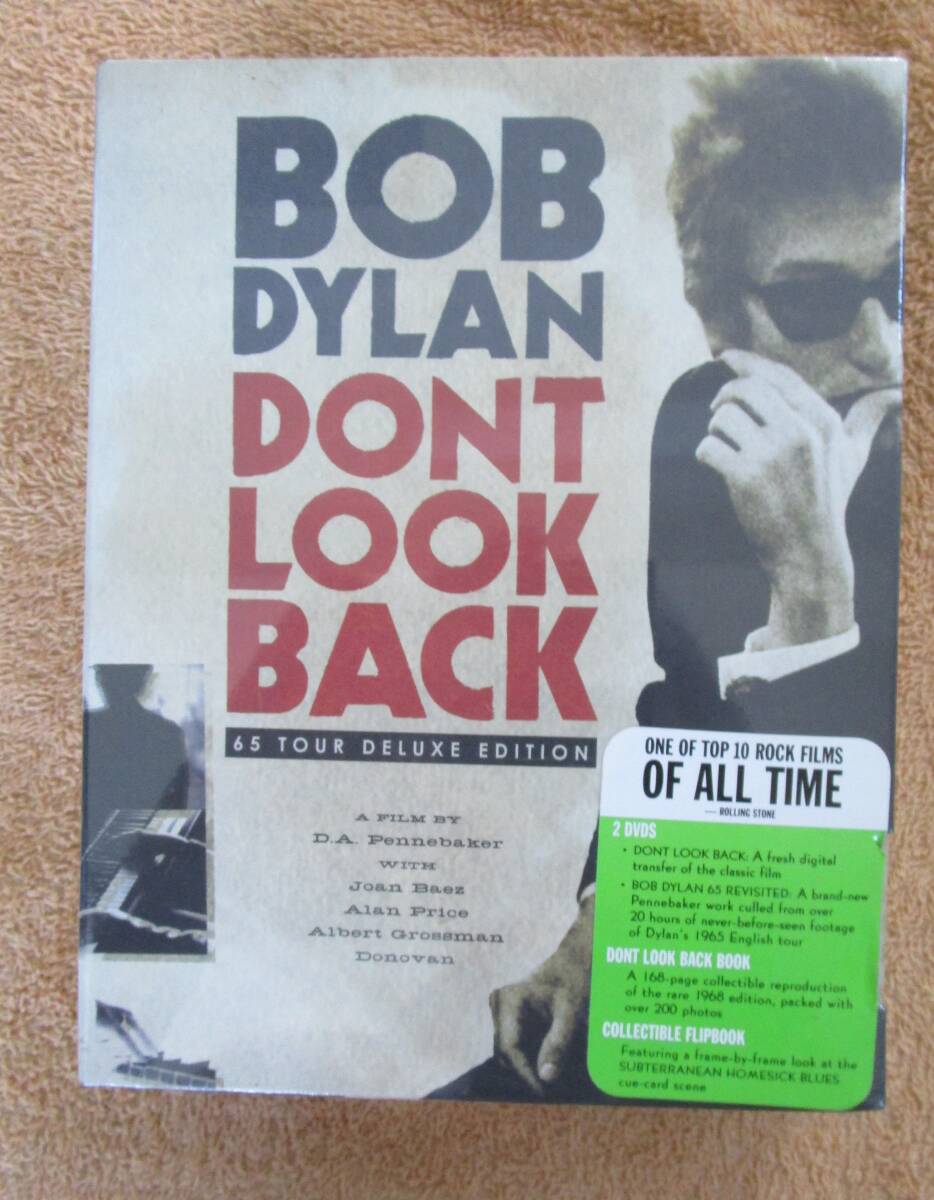 BOB
DYLAN
DONT
LOOK
BACK
65 TOUR DELUXE EDITION
A FILM BY
D.A. Pennebaker
WITH
Joan Baez
Alan Price
Albert Grossman
Donovan
ONE OF TOP 10 ROCK FILMS
OF ALL TIME
— ROLLING STONE
2 DVDS
• DONT LOOK BACK: A fresh digital
transfer of the classic film
• BOB DYLAN 65 REVISITED: A brand-new
Pennebaker work culled from over
20 hours of never-before-seen footage
of Dylan's 1965 English tour
DONT LOOK BACK BOOK
A 168-page collectible reproduction
of the rare 1968 edition, packed with
over 200 photos
COLLECTIBLE FLIPBOOK
Featuring a frame-by-frame look at the
SUBTERRANEAN HOMESICK BLUES
cue-card scene